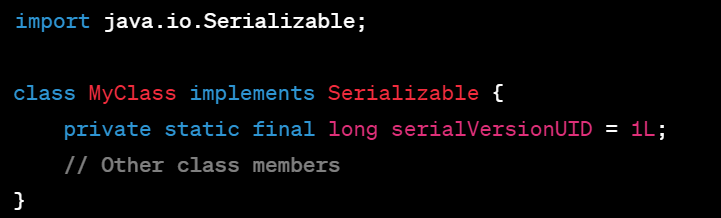 import java.io.Serializable;
class MyClass implements Serializable {
private static final long serialVersionUID = 1L;
// Other class members
}